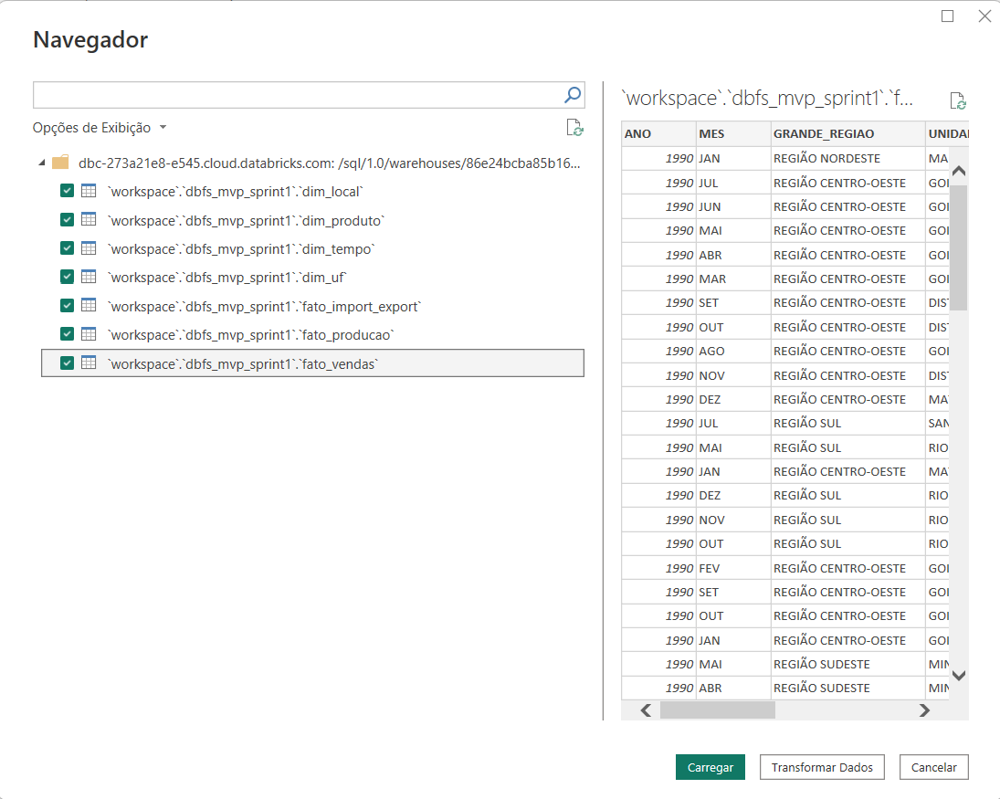 Navegador
Opções de Exibição
dbc-273a21e8-e545.cloud.databricks.com: /sql/1.0/warehouses/86e24bcba85b16...
`workspace`.`dbfs_mvp_sprint1`.`dim_local`
`workspace`.`dbfs_mvp_sprint1`.`dim_produto`
`workspace`.`dbfs_mvp_sprint1`.`dim_tempo`
`workspace`.`dbfs_mvp_sprint1`.`dim_uf`
`workspace`.`dbfs_mvp_sprint1`.`fato_import_export`
`workspace`.`dbfs_mvp_sprint1`.`fato_producao`
`workspace`.`dbfs_mvp_sprint1`.`fato_vendas`
`workspace`.`dbfs_mvp_sprint1`.`f...
ANO MES GRANDE_REGIAO UNIDA
1990 JAN REGIÃO NORDESTE MA
1990 JUL REGIÃO CENTRO-OESTE GOI
1990 JUN REGIÃO CENTRO-OESTE GOI
1990 MAI REGIÃO CENTRO-OESTE GOI
1990 ABR REGIÃO CENTRO-OESTE GOI
1990 MAR REGIÃO CENTRO-OESTE GOI
1990 SET REGIÃO CENTRO-OESTE DIST
1990 OUT REGIÃO CENTRO-OESTE DIST
1990 AGO REGIÃO CENTRO-OESTE GOI
1990 NOV REGIÃO CENTRO-OESTE DIST
1990 DEZ REGIÃO CENTRO-OESTE MA
1990 JUL REGIÃO SUL SAN
1990 MAI REGIÃO SUL RIO
1990 JAN REGIÃO CENTRO-OESTE MA
1990 DEZ REGIÃO SUL RIO
1990 NOV REGIÃO SUL RIO
1990 OUT REGIÃO SUL RIO
1990 FEV REGIÃO CENTRO-OESTE GOI
1990 SET REGIÃO CENTRO-OESTE GOI
1990 OUT REGIÃO CENTRO-OESTE GOI
1990 JAN REGIÃO CENTRO-OESTE GOI
1990 MAI REGIÃO SUDESTE MIN
1990 ABR REGIÃO SUDESTE MIN
Carregar Transformar Dados Cancelar